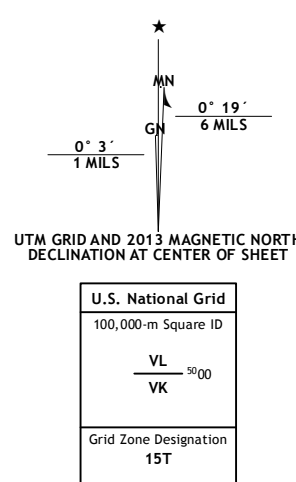 ★
MN
0° 19´
6 MILS
GN
0° 3´
1 MILS
UTM GRID AND 2013 MAGNETIC NORTH
DECLINATION AT CENTER OF SHEET
U.S. National Grid
100,000-m Square ID
VL
5000
VK
Grid Zone Designation
15T